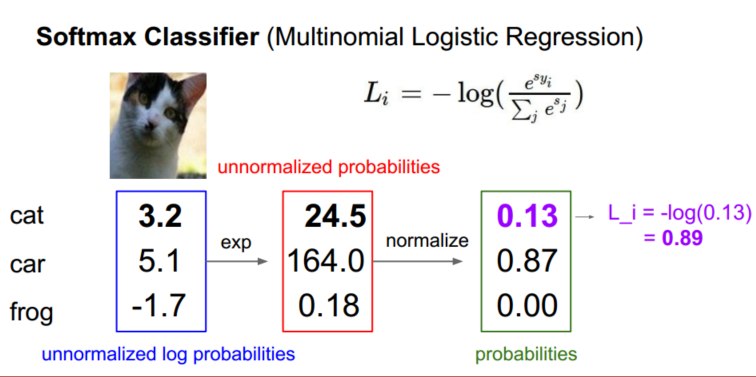 Softmax Classifier (Multinomial Logistic Regression)
L_i = − log(e^{s_{y_i}} / ∑_j e^{s_j})
unnormalized probabilities
cat 3.2 24.5 0.13 L_i = -log(0.13)
exp normalize = 0.89
car 5.1 164.0 0.87
frog -1.7 0.18 0.00
unnormalized log probabilities probabilities